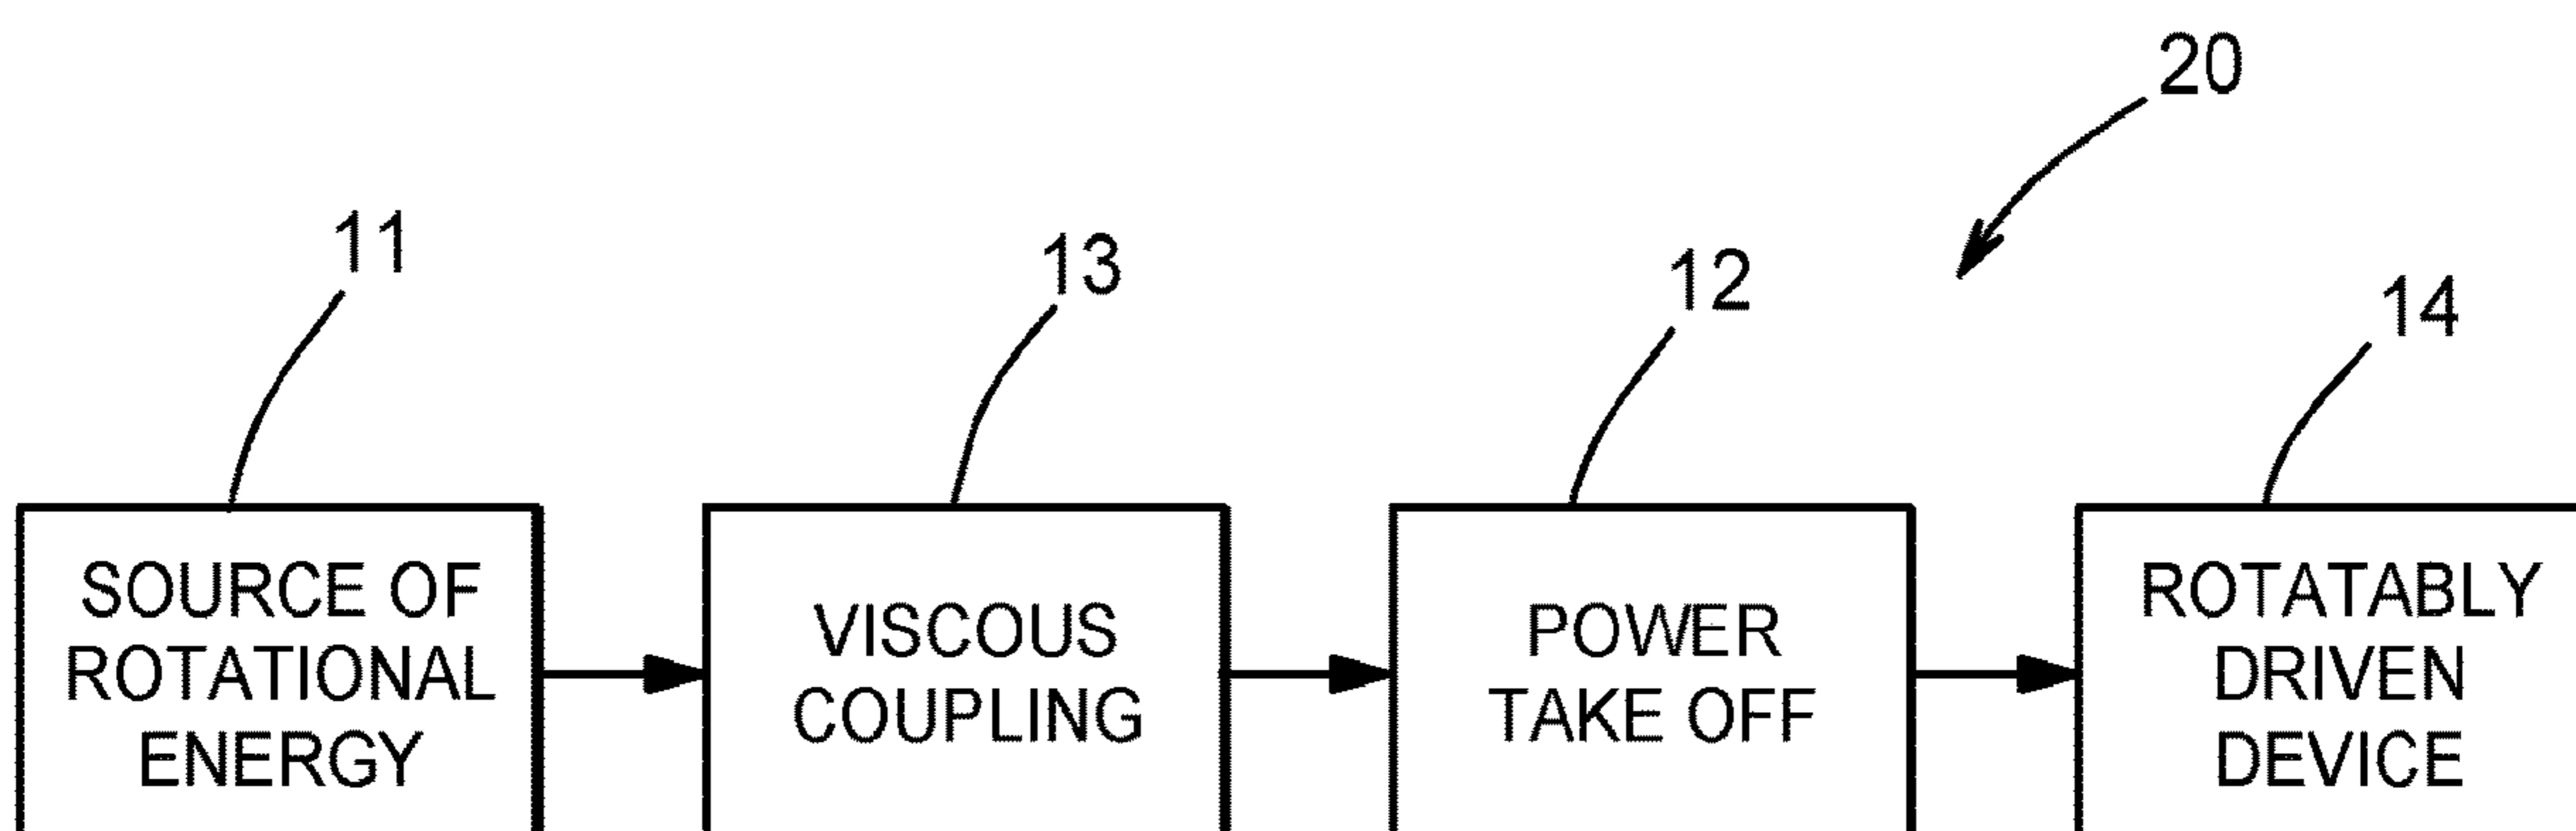 20
11
13
12
14
SOURCE OF
ROTATIONAL
ENERGY
VISCOUS
COUPLING
POWER
TAKE OFF
ROTATABLY
DRIVEN
DEVICE